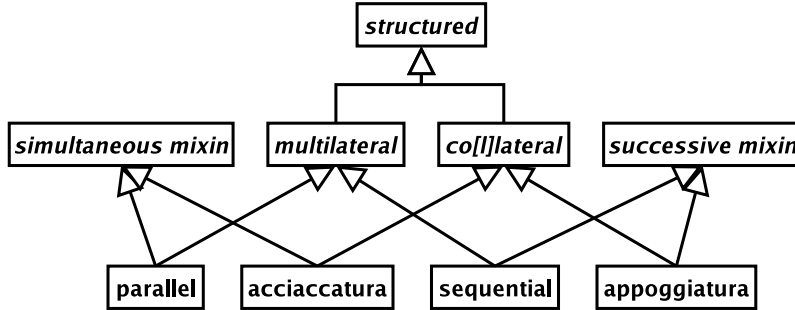 structured
simultaneous mixin
multilateral
co[l]lateral
successive mixin
parallel
acciaccatura
sequential
appoggiatura